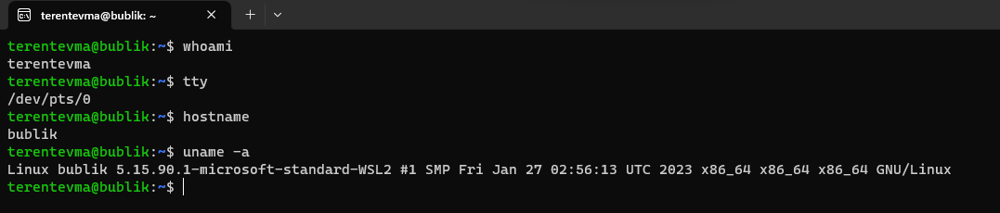 terentevma@bublik: ~
terentevma@bublik:~$ whoami
terentevma
terentevma@bublik:~$ tty
/dev/pts/0
terentevma@bublik:~$ hostname
bublik
terentevma@bublik:~$ uname -a
Linux bublik 5.15.90.1-microsoft-standard-WSL2 #1 SMP Fri Jan 27 02:56:13 UTC 2023 x86_64 x86_64 x86_64 GNU/Linux
terentevma@bublik:~$